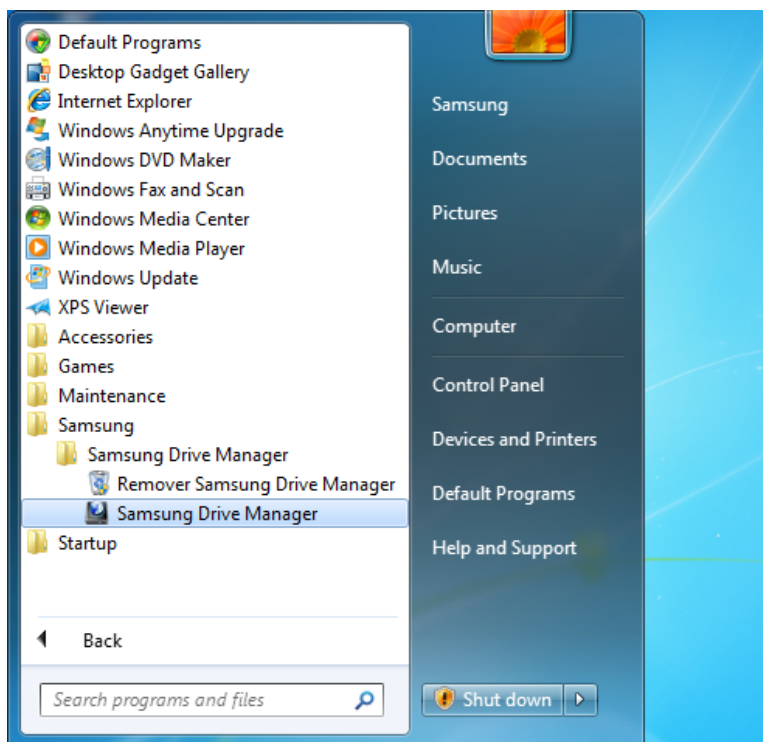 Default Programs
Desktop Gadget Gallery
Internet Explorer
Windows Anytime Upgrade
Windows DVD Maker
Windows Fax and Scan
Windows Media Center
Windows Media Player
Windows Update
XPS Viewer
Accessories
Games
Maintenance
Samsung
Samsung Drive Manager
Remover Samsung Drive Manager
Samsung Drive Manager
Startup
Back
Search programs and files
Samsung
Documents
Pictures
Music
Computer
Control Panel
Devices and Printers
Default Programs
Help and Support
Shut down